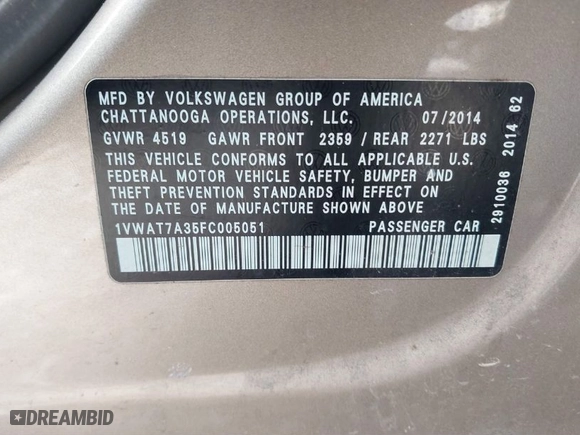 MFD BY VOLKSWAGEN GROUP OF AMERICA
CHATTANOOGA OPERATIONS, LLC. 07/2014
GVWR 4519 GAWR FRONT 2359 / REAR 2271 LBS
THIS VEHICLE CONFORMS TO ALL APPLICABLE U.S.
FEDERAL MOTOR VEHICLE SAFETY, BUMPER AND
THEFT PREVENTION STANDARDS IN EFFECT ON
THE DATE OF MANUFACTURE SHOWN ABOVE
1VWAT7A35FC005051 PASSENGER CAR
2910036 2014 62
DREAMBID